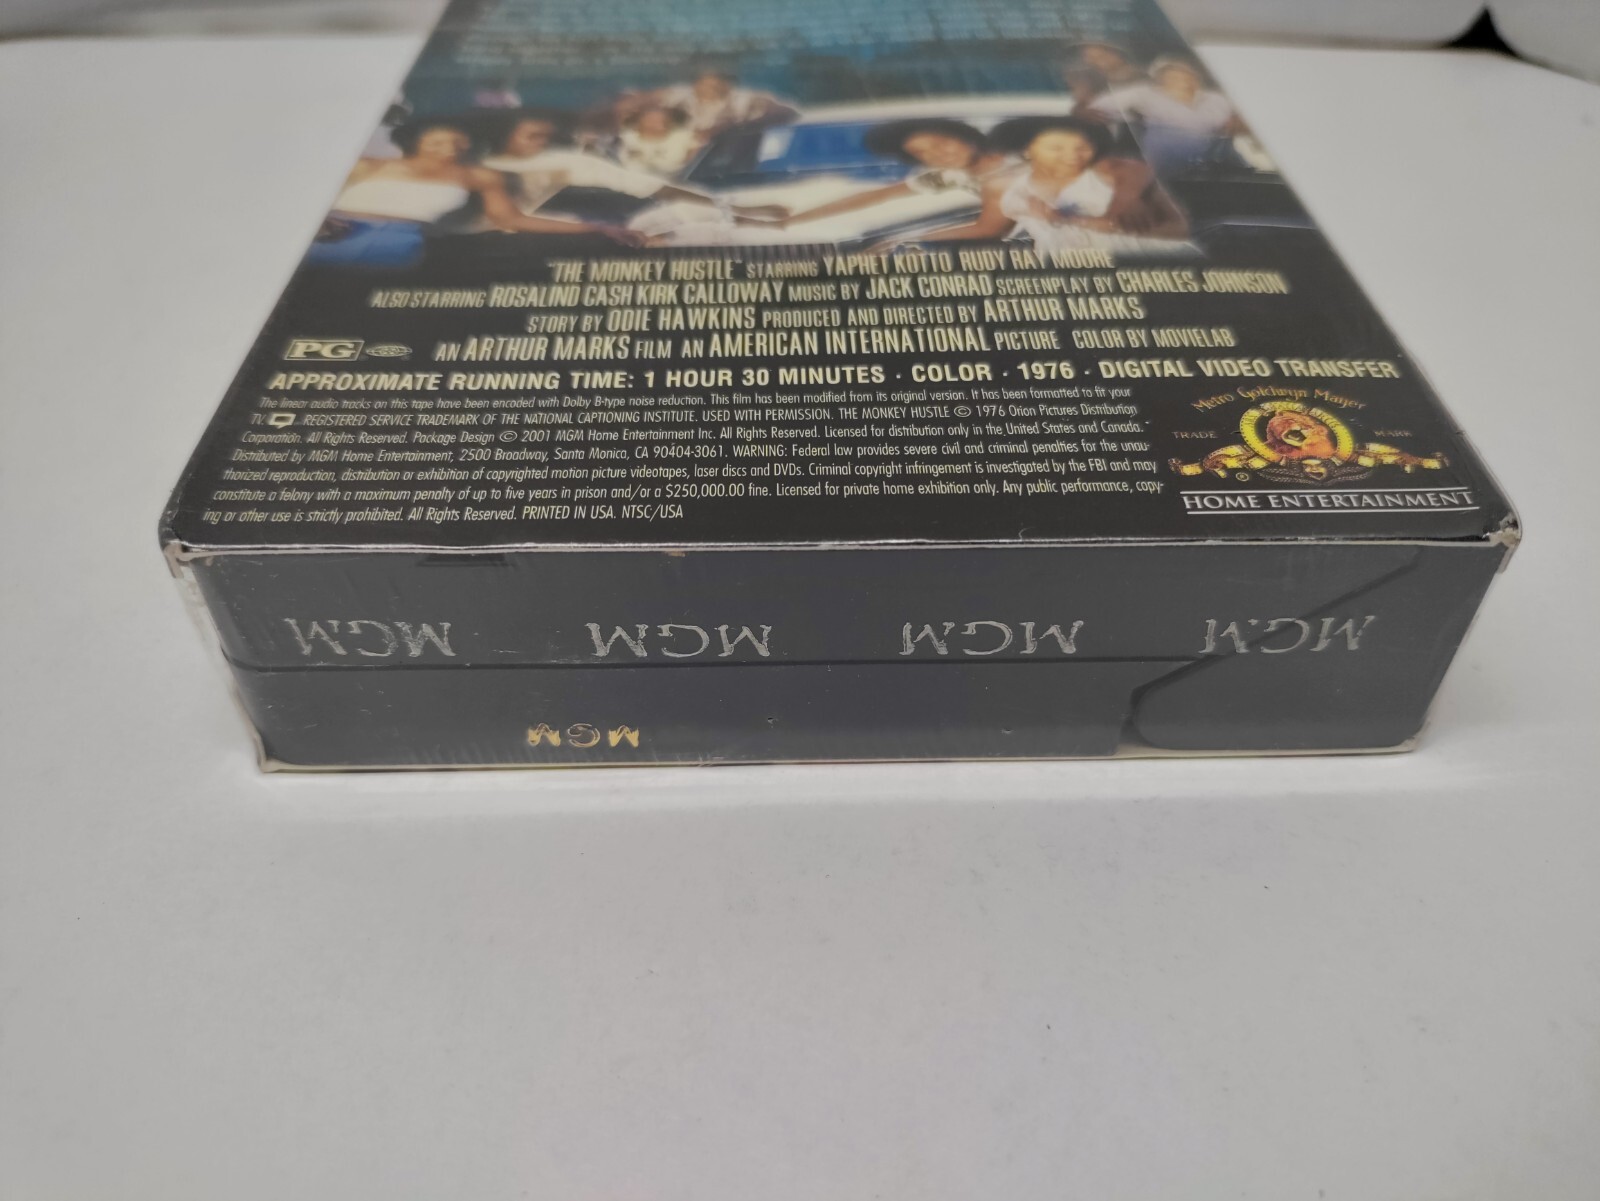 "THE MONKEY HUSTLE" STARRING YAPHET KOTTO RUDY RAY MOORE
ALSO STARRING ROSALIND CASH KIRK CALLOWAY MUSIC BY JACK CONRAD SCREENPLAY BY CHARLES JOHNSON
STORY BY ODIE HAWKINS PRODUCED AND DIRECTED BY ARTHUR MARKS
PG AN ARTHUR MARKS FILM AN AMERICAN INTERNATIONAL PICTURE COLOR BY MOVIELAB
APPROXIMATE RUNNING TIME: 1 HOUR 30 MINUTES · COLOR · 1976 · DIGITAL VIDEO TRANSFER
The linear audio tracks on this tape have been encoded with Dolby B-type noise reduction. This film has been modified from its original version. It has been formatted to fit your
TV. REGISTERED SERVICE TRADEMARK OF THE NATIONAL CAPTIONING INSTITUTE. USED WITH PERMISSION. THE MONKEY HUSTLE © 1976 Orion Pictures Distribution
Corporation. All Rights Reserved. Package Design © 2001 MGM Home Entertainment Inc. All Rights Reserved. Licensed for distribution only in the United States and Canada.
Distributed by MGM Home Entertainment, 2500 Broadway, Santa Monica, CA 90404-3061. WARNING: Federal law provides severe civil and criminal penalties for the unau-
thorized reproduction, distribution or exhibition of copyrighted motion picture videotapes, laser discs and DVDs. Criminal copyright infringement is investigated by the FBI and may
constitute a felony with a maximum penalty of up to five years in prison and/or a $250,000.00 fine. Licensed for private home exhibition only. Any public performance, copy-
ing or other use is strictly prohibited. All Rights Reserved. PRINTED IN USA. NTSC/USA
Metro Goldwyn Mayer
TRADE MARK
®
HOME ENTERTAINMENT
MGM MGM MGM MGM
MGM